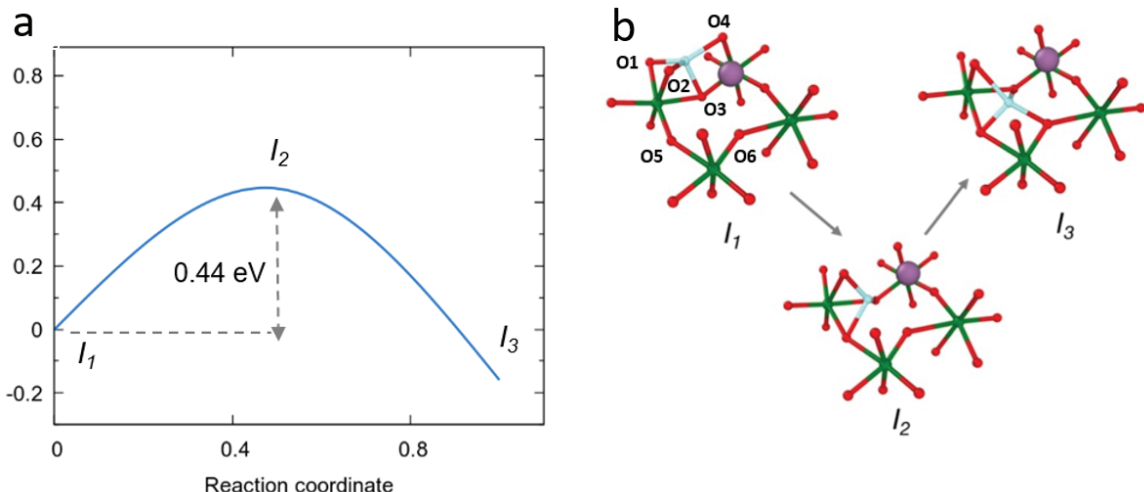 a
0.8
0.6
0.4
0.2
0
-0.2
I2
0.44 eV
I1
I3
0
0.4
0.8
Reaction coordinate
b
O4
O1
O2
O3
O5
O6
I1
I3
I2